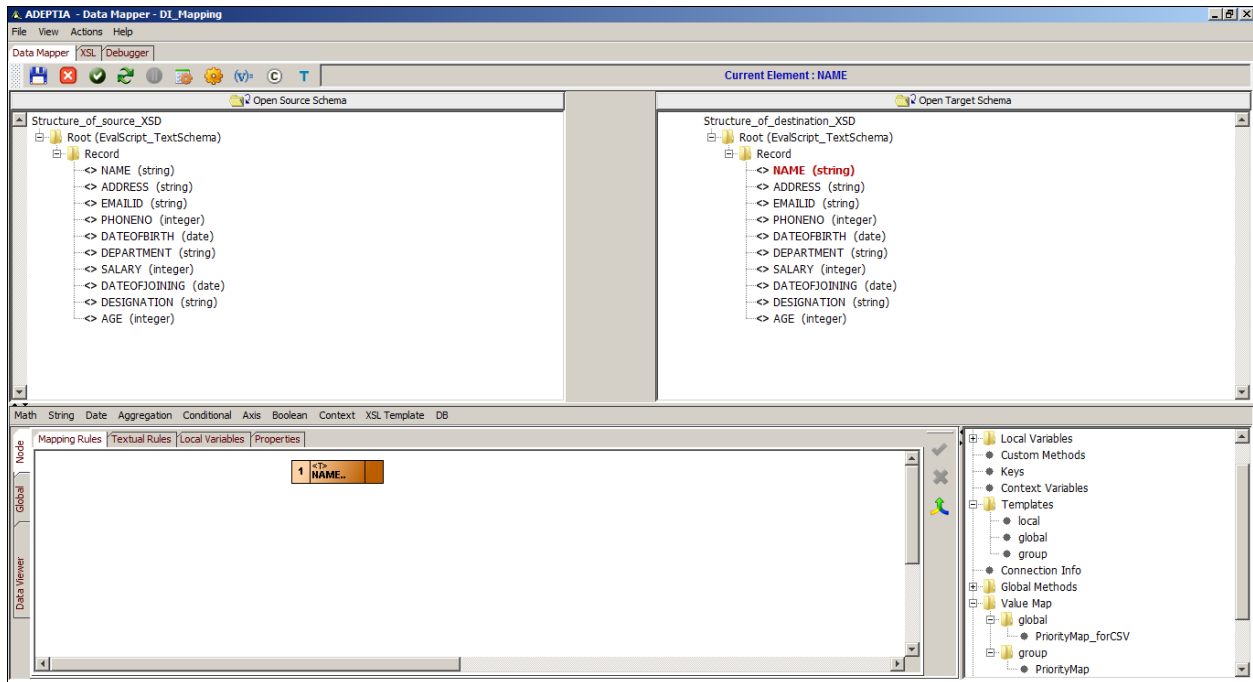 ADEPTIA - Data Mapper - DI_Mapping
File View Actions Help
Data Mapper XSL Debugger
(v)= © T Current Element : NAME
Open Source Schema
Structure_of_source_XSD
Root (EvalScript_TextSchema)
Record
<> NAME (string)
<> ADDRESS (string)
<> EMAILID (string)
<> PHONENO (integer)
<> DATEOFBIRTH (date)
<> DEPARTMENT (string)
<> SALARY (integer)
<> DATEOFJOINING (date)
<> DESIGNATION (string)
<> AGE (integer)
Open Target Schema
Structure_of_destination_XSD
Root (EvalScript_TextSchema)
Record
<> NAME (string)
<> ADDRESS (string)
<> EMAILID (string)
<> PHONENO (integer)
<> DATEOFBIRTH (date)
<> DEPARTMENT (string)
<> SALARY (integer)
<> DATEOFJOINING (date)
<> DESIGNATION (string)
<> AGE (integer)
Math String Date Aggregation Conditional Axis Boolean Context XSL Template DB
Node
Global
Data Viewer
Mapping Rules Textual Rules Local Variables Properties
<T>
1 NAME..
Local Variables
Custom Methods
Keys
Context Variables
Templates
local
global
group
Connection Info
Global Methods
Value Map
global
PriorityMap_forCSV
group
PriorityMap